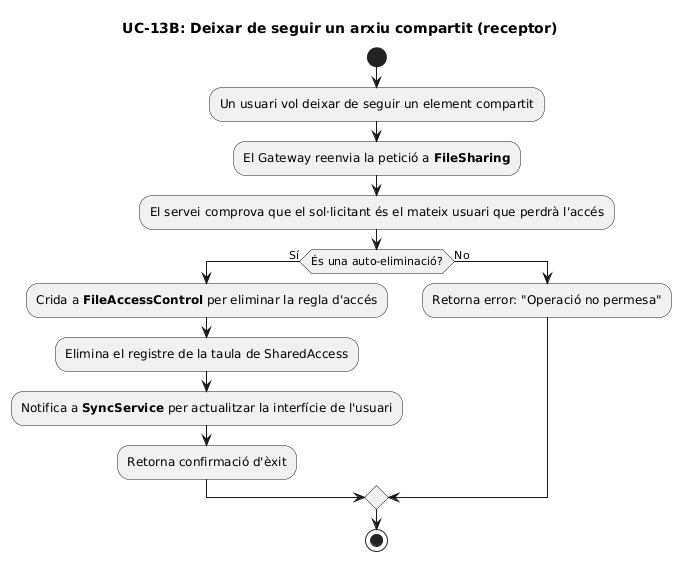 UC-13B: Deixar de seguir un arxiu compartit (receptor)
Un usuari vol deixar de seguir un element compartit
El Gateway reenvia la petició a FileSharing
El servei comprova que el sol·licitant és el mateix usuari que perdrà l'accés
És una auto-eliminació?
Sí
No
Crida a FileAccessControl per eliminar la regla d'accés
Retorna error: "Operació no permesa"
Elimina el registre de la taula de SharedAccess
Notifica a SyncService per actualitzar la interfície de l'usuari
Retorna confirmació d'èxit